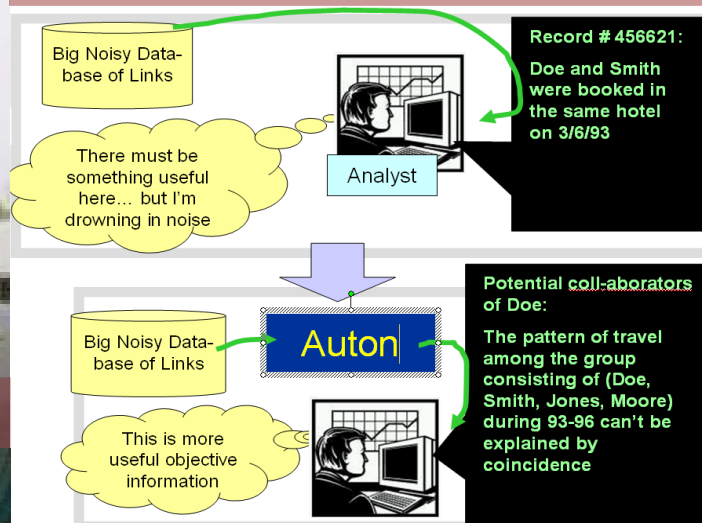 Big Noisy Data-
base of Links
Record # 456621:
Doe and Smith
were booked in
the same hotel
on 3/6/93
There must be
something useful
here... but I'm
drowning in noise
Analyst
Big Noisy Data-
base of Links
Auton
This is more
useful objective
information
Potential coll-aborators
of Doe:
The pattern of travel
among the group
consisting of (Doe,
Smith, Jones, Moore)
during 93-96 can't be
explained by
coincidence